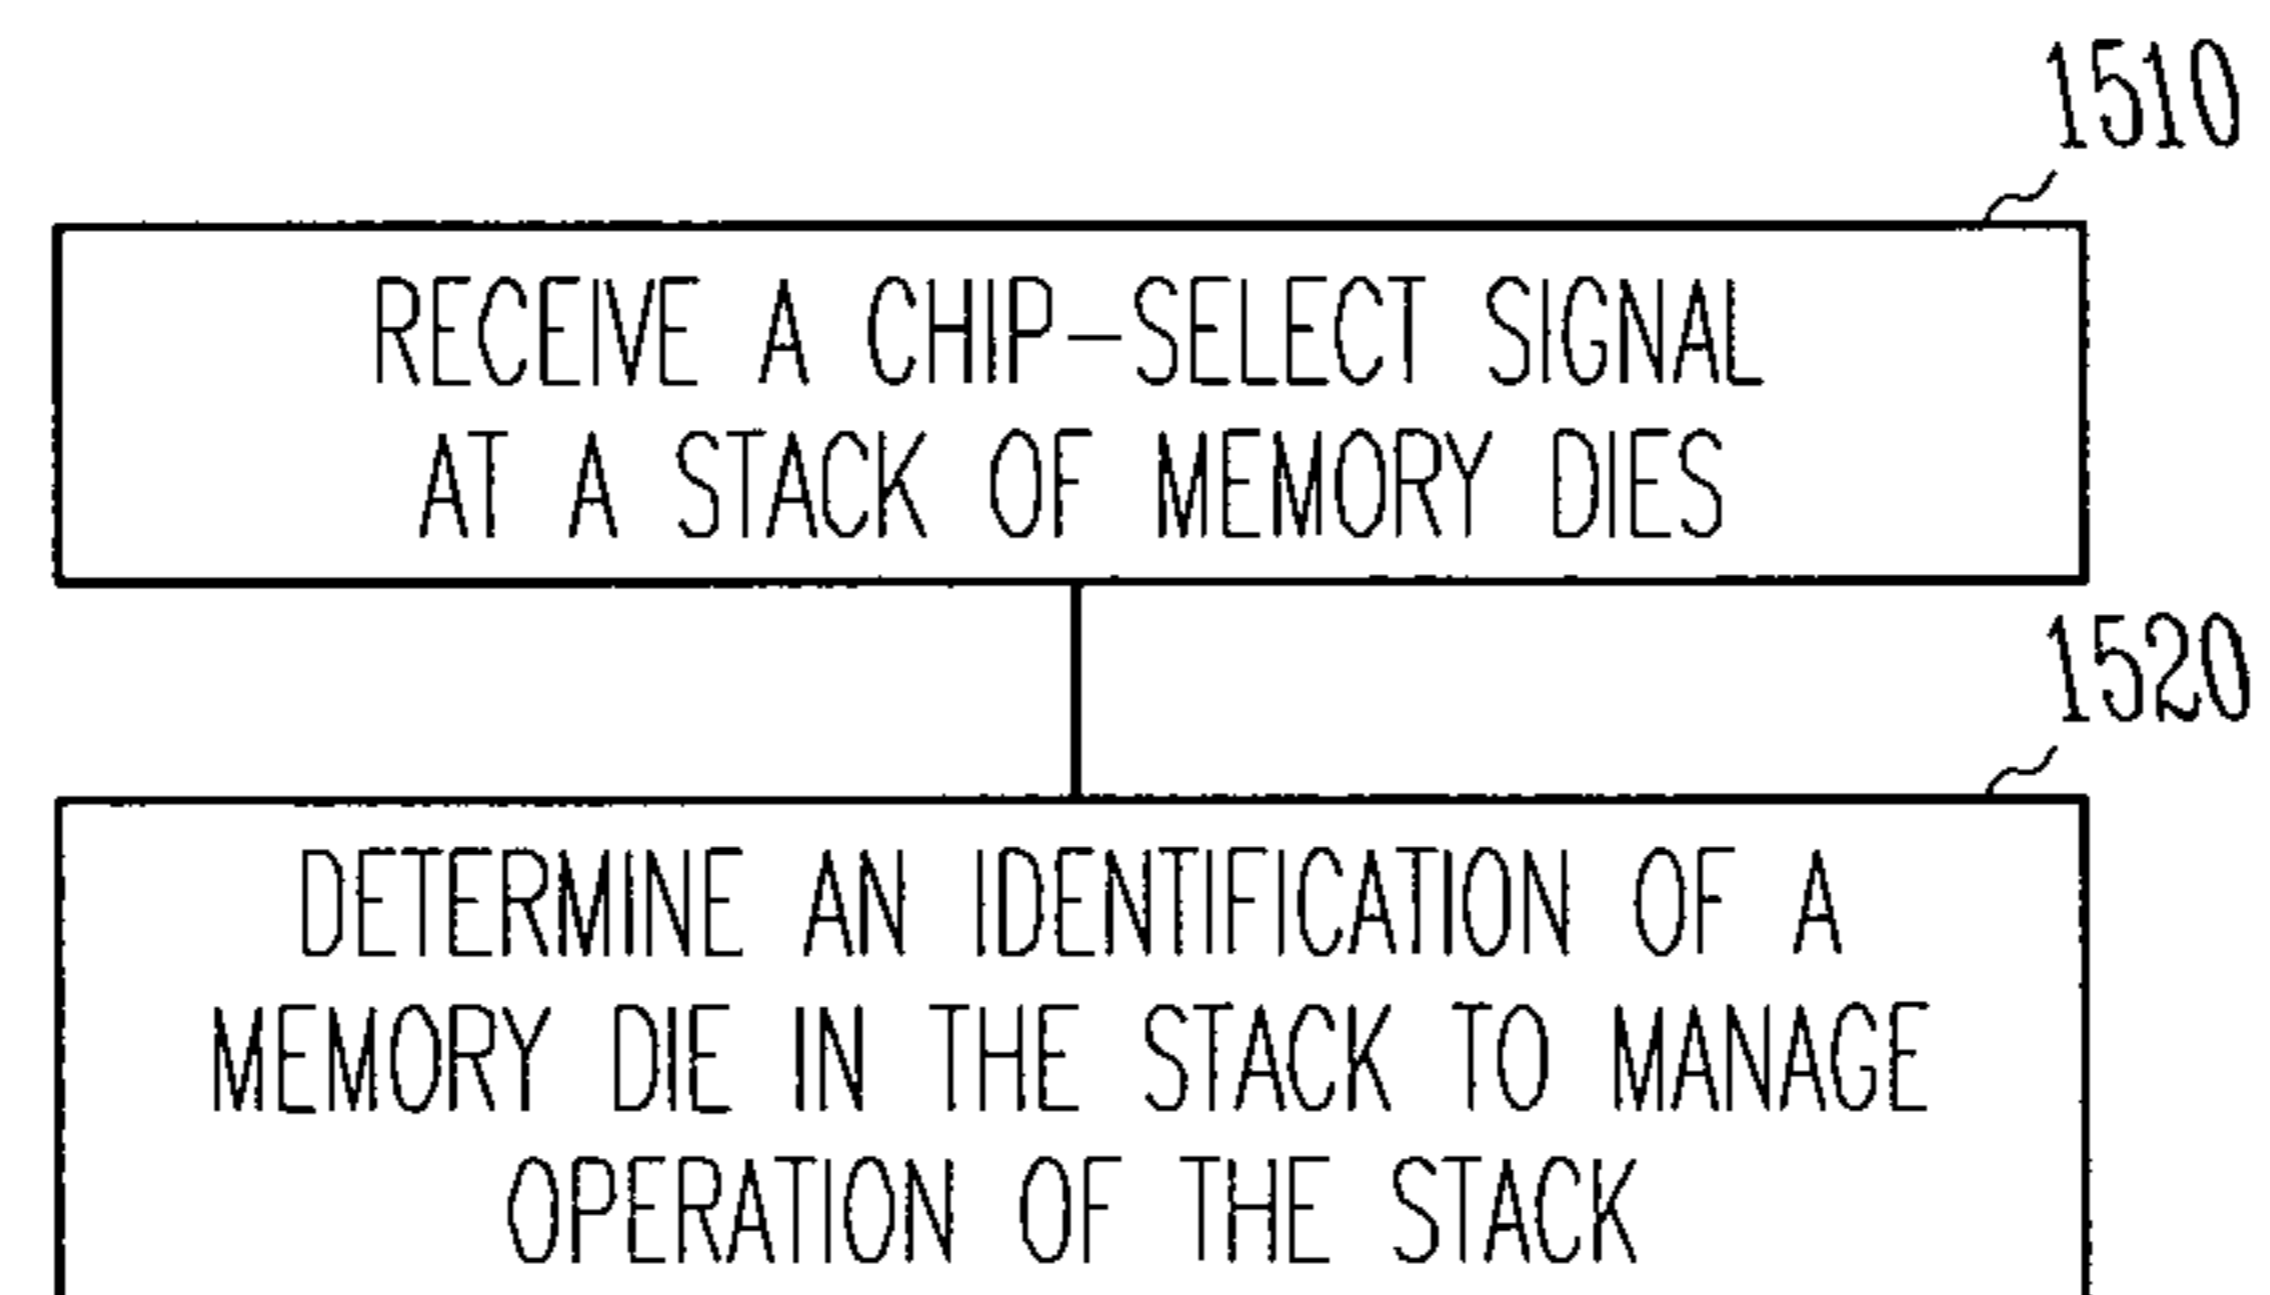 1510
RECEIVE A CHIP-SELECT SIGNAL
AT A STACK OF MEMORY DIES
1520
DETERMINE AN IDENTIFICATION OF A
MEMORY DIE IN THE STACK TO MANAGE
OPERATION OF THE STACK